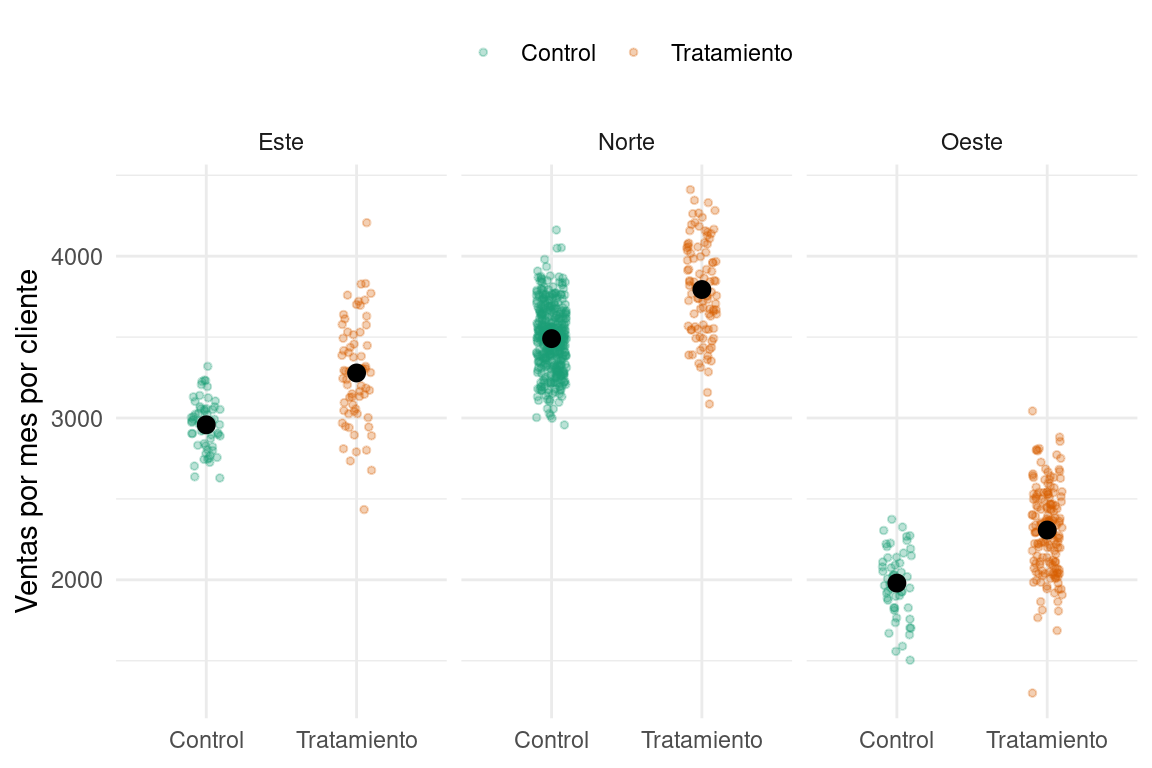 Control Tratamiento
Este Norte Oeste
Ventas por mes por cliente
4000
3000
2000
Control Tratamiento Control Tratamiento Control Tratamiento